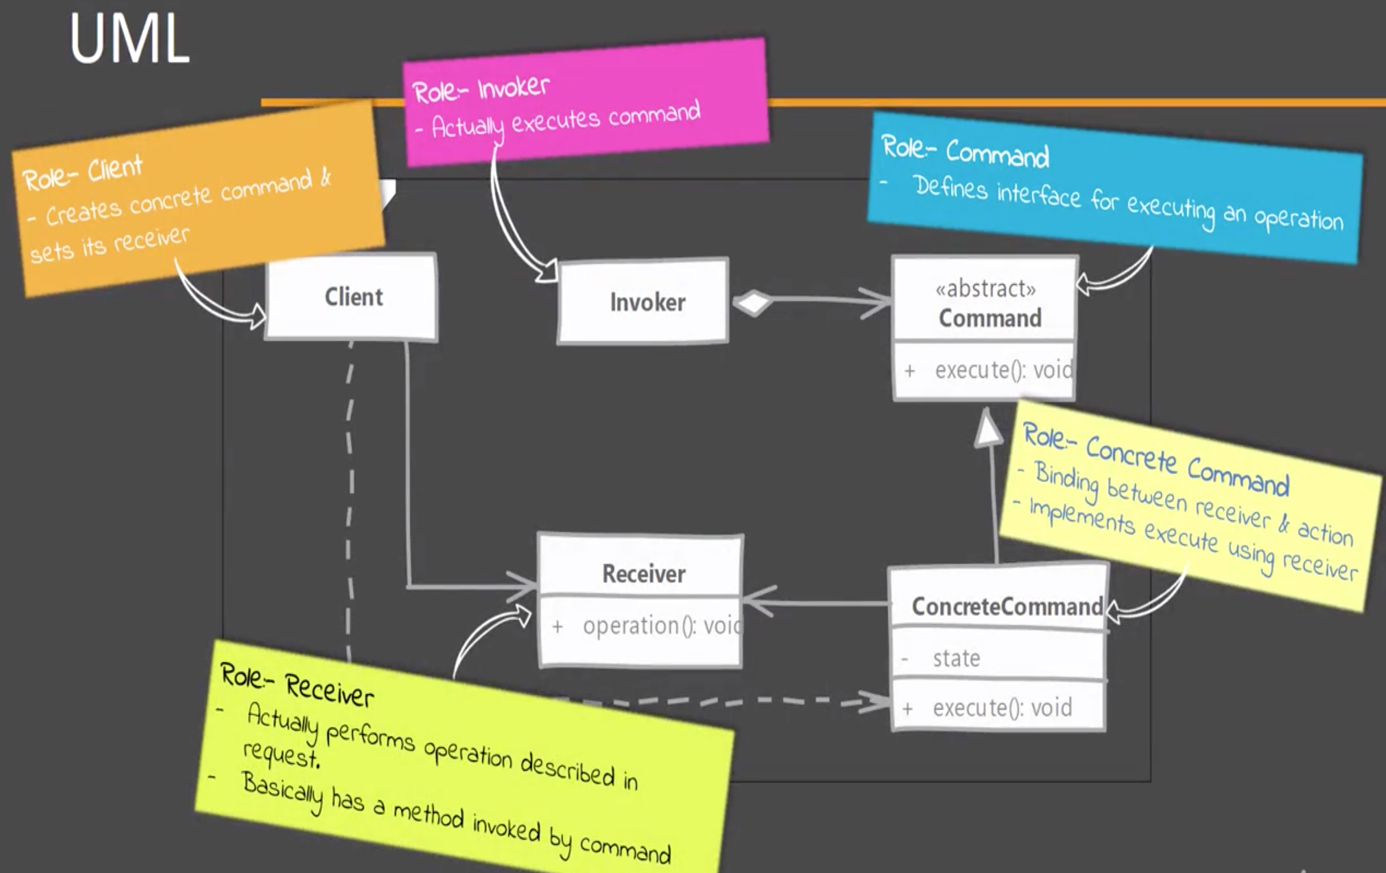 UML
Role:- Invoker
- Actually executes command
Role:- Client
- Creates concrete command &
sets its receiver
Role:- Command
- Defines interface for executing an operation
Client
Invoker
«abstract»
Command
+ execute(): void
Role:- Concrete Command
- Binding between receiver & action
- Implements execute using receiver
Receiver
+ operation(): void
ConcreteCommand
- state
+ execute(): void
Role:- Receiver
- Actually performs operation described in
request.
- Basically has a method invoked by command